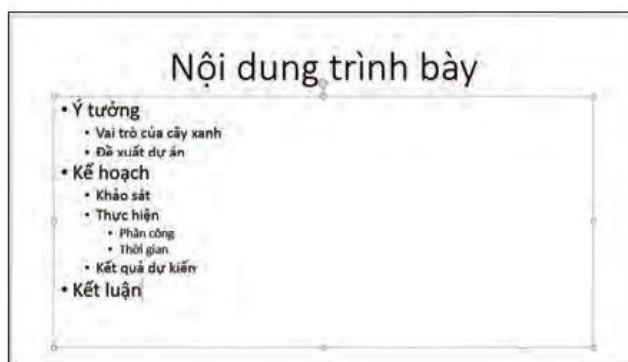 Nội dung trình bày
• Ý tưởng
• Vai trò của cây xanh
• Đề xuất dự án
• Kế hoạch
• Khảo sát
• Thực hiện
• Phân công
• Thời gian
• Kết quả dự kiến
• Kết luận